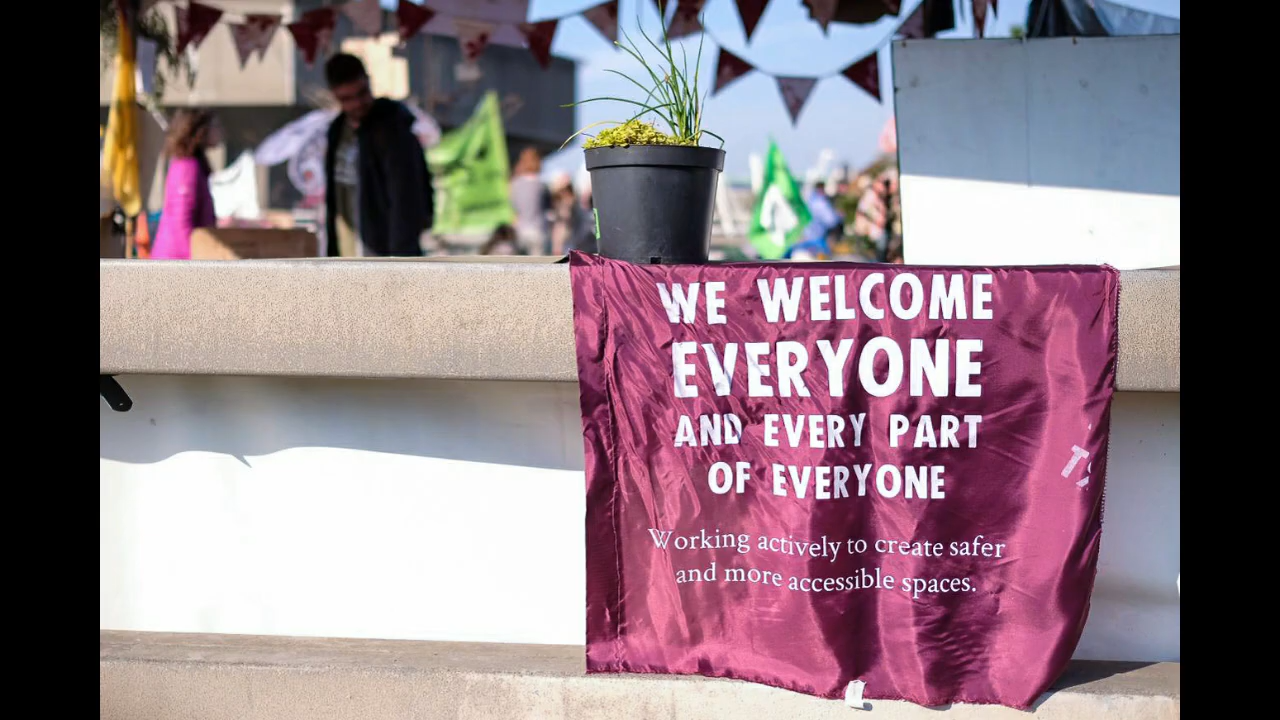 WE WELCOME
EVERYONE
AND EVERY PART
OF EVERYONE
Working actively to create safer
and more accessible spaces.